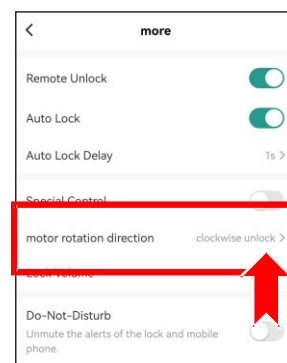 more
Remote Unlock
Auto Lock
Auto Lock Delay 1s
Special Control
motor rotation direction clockwise unlock
Lock Volume
Do-Not-Disturb
Unmute the alerts of the lock and mobile
phone.